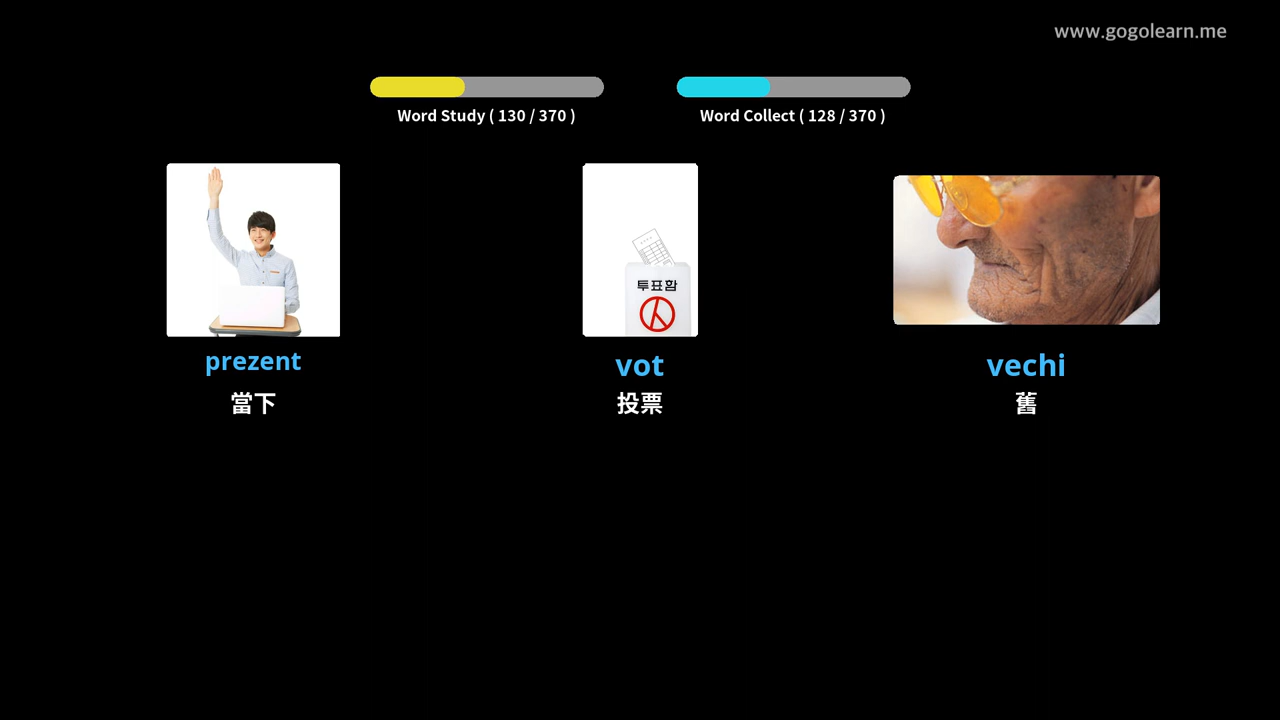 www.gogolearn.me
Word Study ( 130 / 370 )
Word Collect ( 128 / 370 )
투표함
prezent
vot
vechi
當下
投票
舊